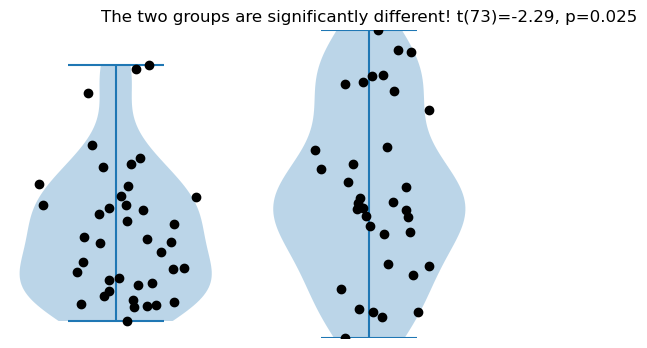 The two groups are significantly different! t(73)=-2.29, p=0.025